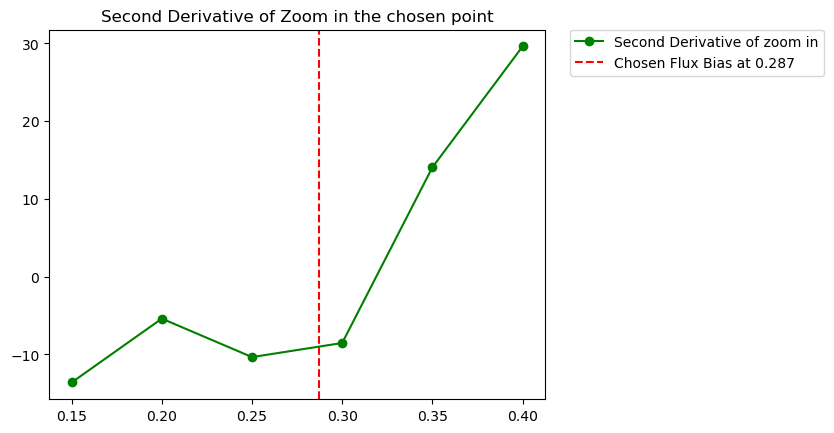 Second Derivative of Zoom in the chosen point
Second Derivative of zoom in
Chosen Flux Bias at 0.287
30
20
10
0
−10
0.15 0.20 0.25 0.30 0.35 0.40